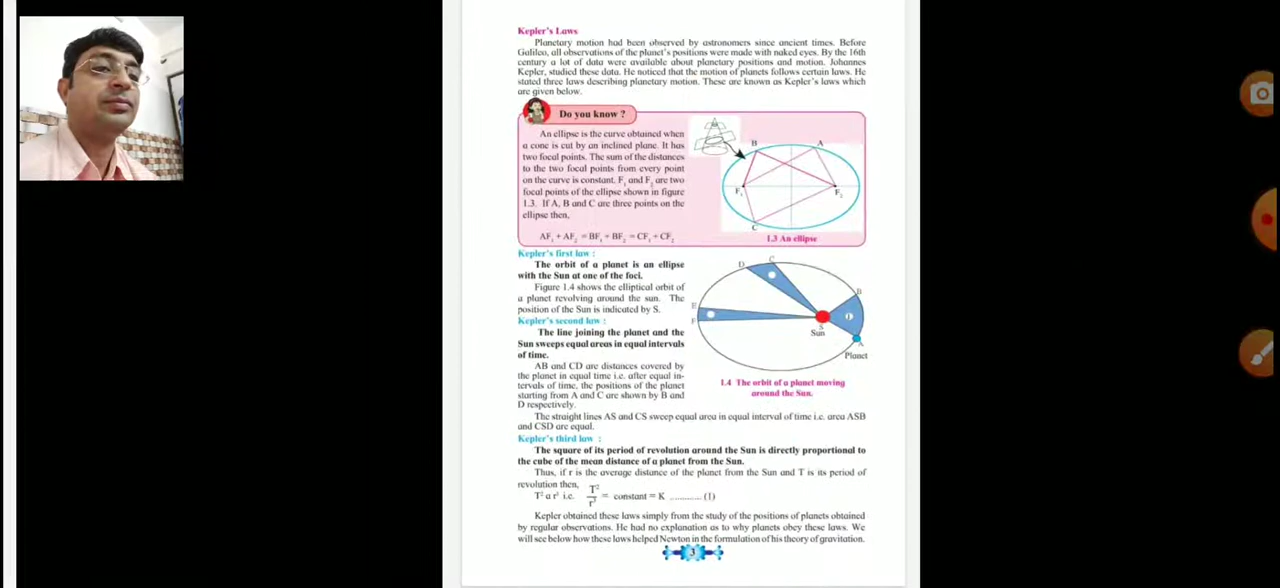 Kepler's Laws
Planetary motion had been observed by astronomers since ancient times. Before
Galileo, all observations of the planet's positions were made with naked eyes. By the 16th
century a lot of data were available about planetary positions and motion. Johannes
Kepler, studied these data. He noticed that the motion of planets follows certain laws. He
stated three laws describing planetary motion. These are known as Kepler's laws which
are given below.
Do you know ?
An ellipse is the curve obtained when
a cone is cut by an inclined plane. It has
two focal points. The sum of the distances
to the two focal points from every point
on the curve is constant. F₁ and F₂ are two
focal points of the ellipse shown in figure
1.3. If A, B and C are three points on the
ellipse then,
AF₁ + AF₂ = BF₁ + BF₂ = CF₁ + CF₂
B
A
F₁
F₂
C
1.3 An ellipse
Kepler's first law :
The orbit of a planet is an ellipse
with the Sun at one of the foci.
Figure 1.4 shows the elliptical orbit of
a planet revolving around the sun. The
position of the Sun is indicated by S.
Kepler's second law :
The line joining the planet and the
Sun sweeps equal areas in equal intervals
of time.
AB and CD are distances covered by
the planet in equal time i.e. after equal in-
tervals of time, the positions of the planet
starting from A and C are shown by B and
D respectively.
D
C
B
E
F
S
Sun
A
Planet
1.4 The orbit of a planet moving
around the Sun.
The straight lines AS and CS sweep equal area in equal interval of time i.e. area ASB
and CSD are equal.
Kepler's third law :
The square of its period of revolution around the Sun is directly proportional to
the cube of the mean distance of a planet from the Sun.
Thus, if r is the average distance of the planet from the Sun and T is its period of
revolution then,
T² α r³ i.e. T²/r³ = constant = K ............ (1)
Kepler obtained these laws simply from the study of the positions of planets obtained
by regular observations. He had no explanation as to why planets obey these laws. We
will see below how these laws helped Newton in the formulation of his theory of gravitation.
3